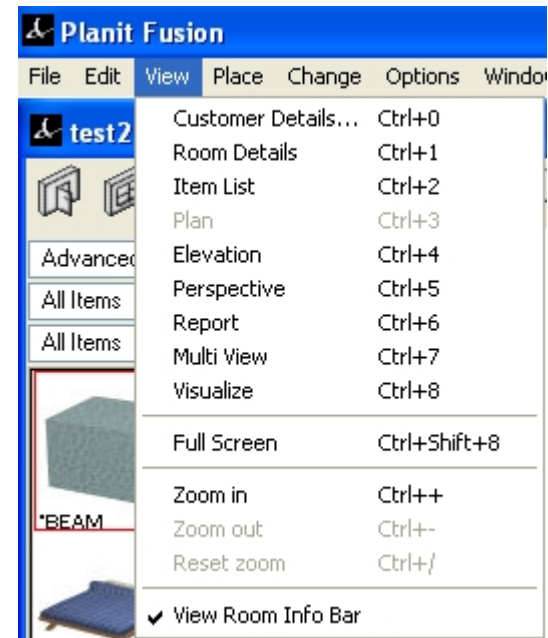 Planit Fusion
File Edit View Place Change Options Windo
test2
Customer Details... Ctrl+0
Room Details Ctrl+1
Item List Ctrl+2
Plan Ctrl+3
Advanced
Elevation Ctrl+4
All Items
Perspective Ctrl+5
Report Ctrl+6
All Items
Multi View Ctrl+7
Visualize Ctrl+8
Full Screen Ctrl+Shift+8
Zoom in Ctrl++
*BEAM
Zoom out Ctrl+-
Reset zoom Ctrl+/
View Room Info Bar